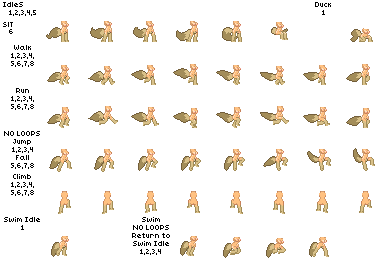 IdleS
1,2,3,4,5
Duck
1
SIT
6
Walk
1,2,3,4,
5,6,7,8
Run
1,2,3,4,
5,6,7,8
NO LOOPS
Jump
1,2,3,4
Fall
5,6,7,8
Climb
1,2,3,4,
5,6,7,8
Swim Idle
1
Swim
NO LOOPS
Return to
Swim Idle
1,2,3,4